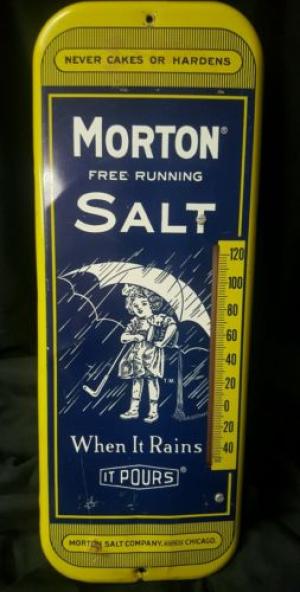 NEVER CAKES OR HARDENS
MORTON®
FREE RUNNING
SALT
120
100
80
60
40
20
0
20
40
T.M.
When It Rains
IT POURS®
MORTON SALT COMPANY, CHICAGO.